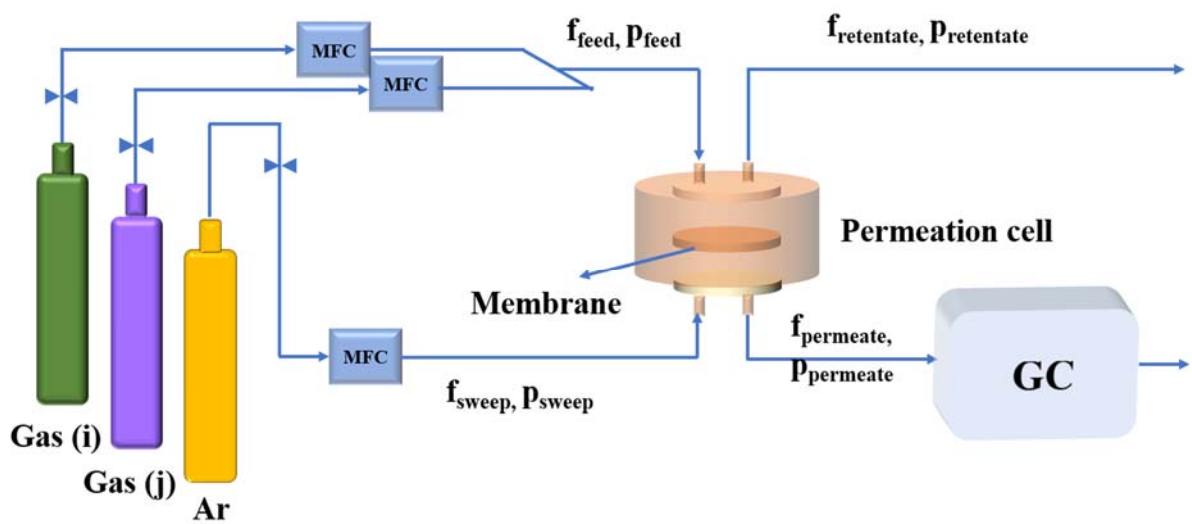 MFC
MFC
f_feed, p_feed
f_retentate, p_retentate
Permeation cell
Membrane
MFC
f_sweep, p_sweep
f_permeate,
p_permeate
GC
Gas (i)
Gas (j)
Ar